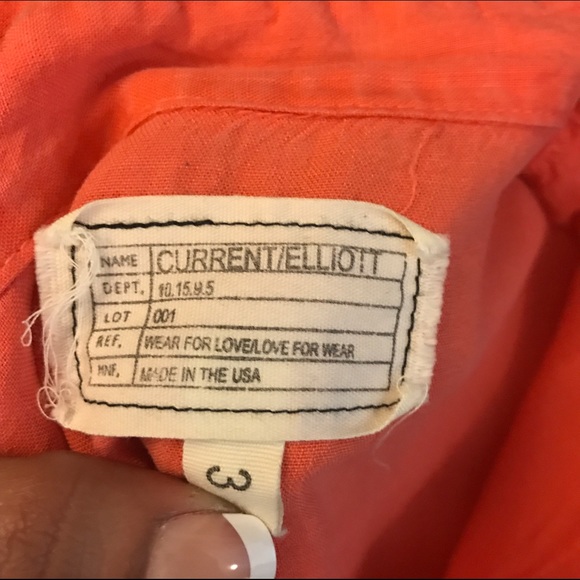 NAME CURRENT/ELLIOTT
DEPT. 10.15.9.5
LOT 001
REF. WEAR FOR LOVE/LOVE FOR WEAR
MNF. MADE IN THE USA
3